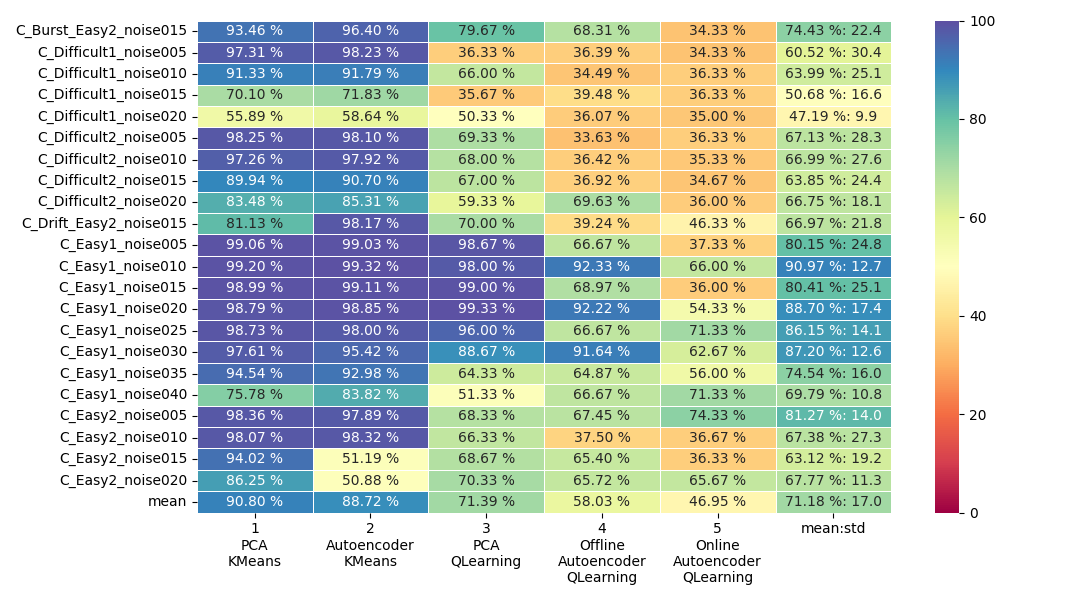 C_Burst_Easy2_noise015 93.46 % 96.40 % 79.67 % 68.31 % 34.33 % 74.43 %: 22.4
C_Difficult1_noise005 97.31 % 98.23 % 36.33 % 36.39 % 34.33 % 60.52 %: 30.4
C_Difficult1_noise010 91.33 % 91.79 % 66.00 % 34.49 % 36.33 % 63.99 %: 25.1
C_Difficult1_noise015 70.10 % 71.83 % 35.67 % 39.48 % 36.33 % 50.68 %: 16.6
C_Difficult1_noise020 55.89 % 58.64 % 50.33 % 36.07 % 35.00 % 47.19 %: 9.9
C_Difficult2_noise005 98.25 % 98.10 % 69.33 % 33.63 % 36.33 % 67.13 %: 28.3
C_Difficult2_noise010 97.26 % 97.92 % 68.00 % 36.42 % 35.33 % 66.99 %: 27.6
C_Difficult2_noise015 89.94 % 90.70 % 67.00 % 36.92 % 34.67 % 63.85 %: 24.4
C_Difficult2_noise020 83.48 % 85.31 % 59.33 % 69.63 % 36.00 % 66.75 %: 18.1
C_Drift_Easy2_noise015 81.13 % 98.17 % 70.00 % 39.24 % 46.33 % 66.97 %: 21.8
C_Easy1_noise005 99.06 % 99.03 % 98.67 % 66.67 % 37.33 % 80.15 %: 24.8
C_Easy1_noise010 99.20 % 99.32 % 98.00 % 92.33 % 66.00 % 90.97 %: 12.7
C_Easy1_noise015 98.99 % 99.11 % 99.00 % 68.97 % 36.00 % 80.41 %: 25.1
C_Easy1_noise020 98.79 % 98.85 % 99.33 % 92.22 % 54.33 % 88.70 %: 17.4
C_Easy1_noise025 98.73 % 98.00 % 96.00 % 66.67 % 71.33 % 86.15 %: 14.1
C_Easy1_noise030 97.61 % 95.42 % 88.67 % 91.64 % 62.67 % 87.20 %: 12.6
C_Easy1_noise035 94.54 % 92.98 % 64.33 % 64.87 % 56.00 % 74.54 %: 16.0
C_Easy1_noise040 75.78 % 83.82 % 51.33 % 66.67 % 71.33 % 69.79 %: 10.8
C_Easy2_noise005 98.36 % 97.89 % 68.33 % 67.45 % 74.33 % 81.27 %: 14.0
C_Easy2_noise010 98.07 % 98.32 % 66.33 % 37.50 % 36.67 % 67.38 %: 27.3
C_Easy2_noise015 94.02 % 51.19 % 68.67 % 65.40 % 36.33 % 63.12 %: 19.2
C_Easy2_noise020 86.25 % 50.88 % 70.33 % 65.72 % 65.67 % 67.77 %: 11.3
mean 90.80 % 88.72 % 71.39 % 58.03 % 46.95 % 71.18 %: 17.0
1 2 3 4 5 mean:std
PCA Autoencoder PCA Offline Online
KMeans KMeans QLearning Autoencoder Autoencoder
QLearning QLearning
100
80
60
40
20
0